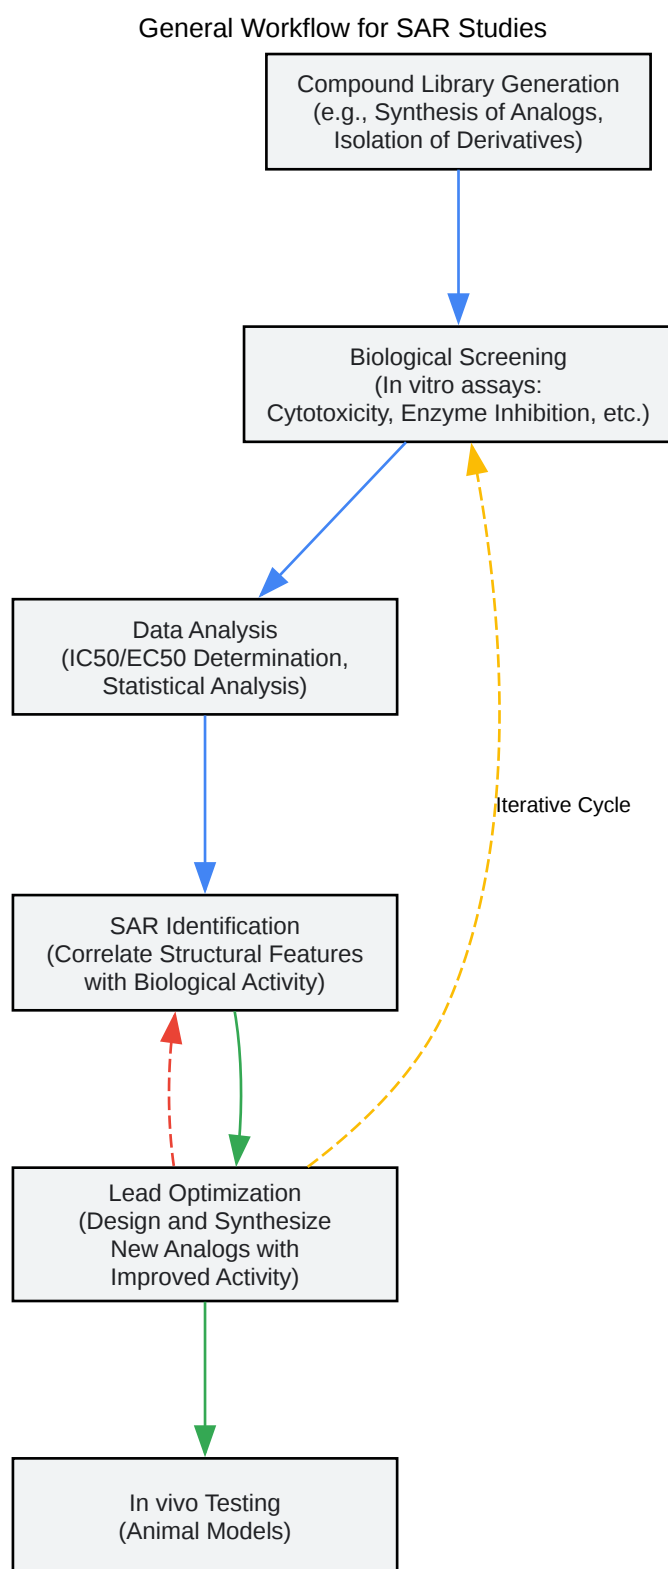 General Workflow for SAR Studies
Compound Library Generation
(e.g., Synthesis of Analogs,
Isolation of Derivatives)
Biological Screening
(In vitro assays:
Cytotoxicity, Enzyme Inhibition, etc.)
Data Analysis
(IC50/EC50 Determination,
Statistical Analysis)
Iterative Cycle
SAR Identification
(Correlate Structural Features
with Biological Activity)
Lead Optimization
(Design and Synthesize
New Analogs with
Improved Activity)
In vivo Testing
(Animal Models)